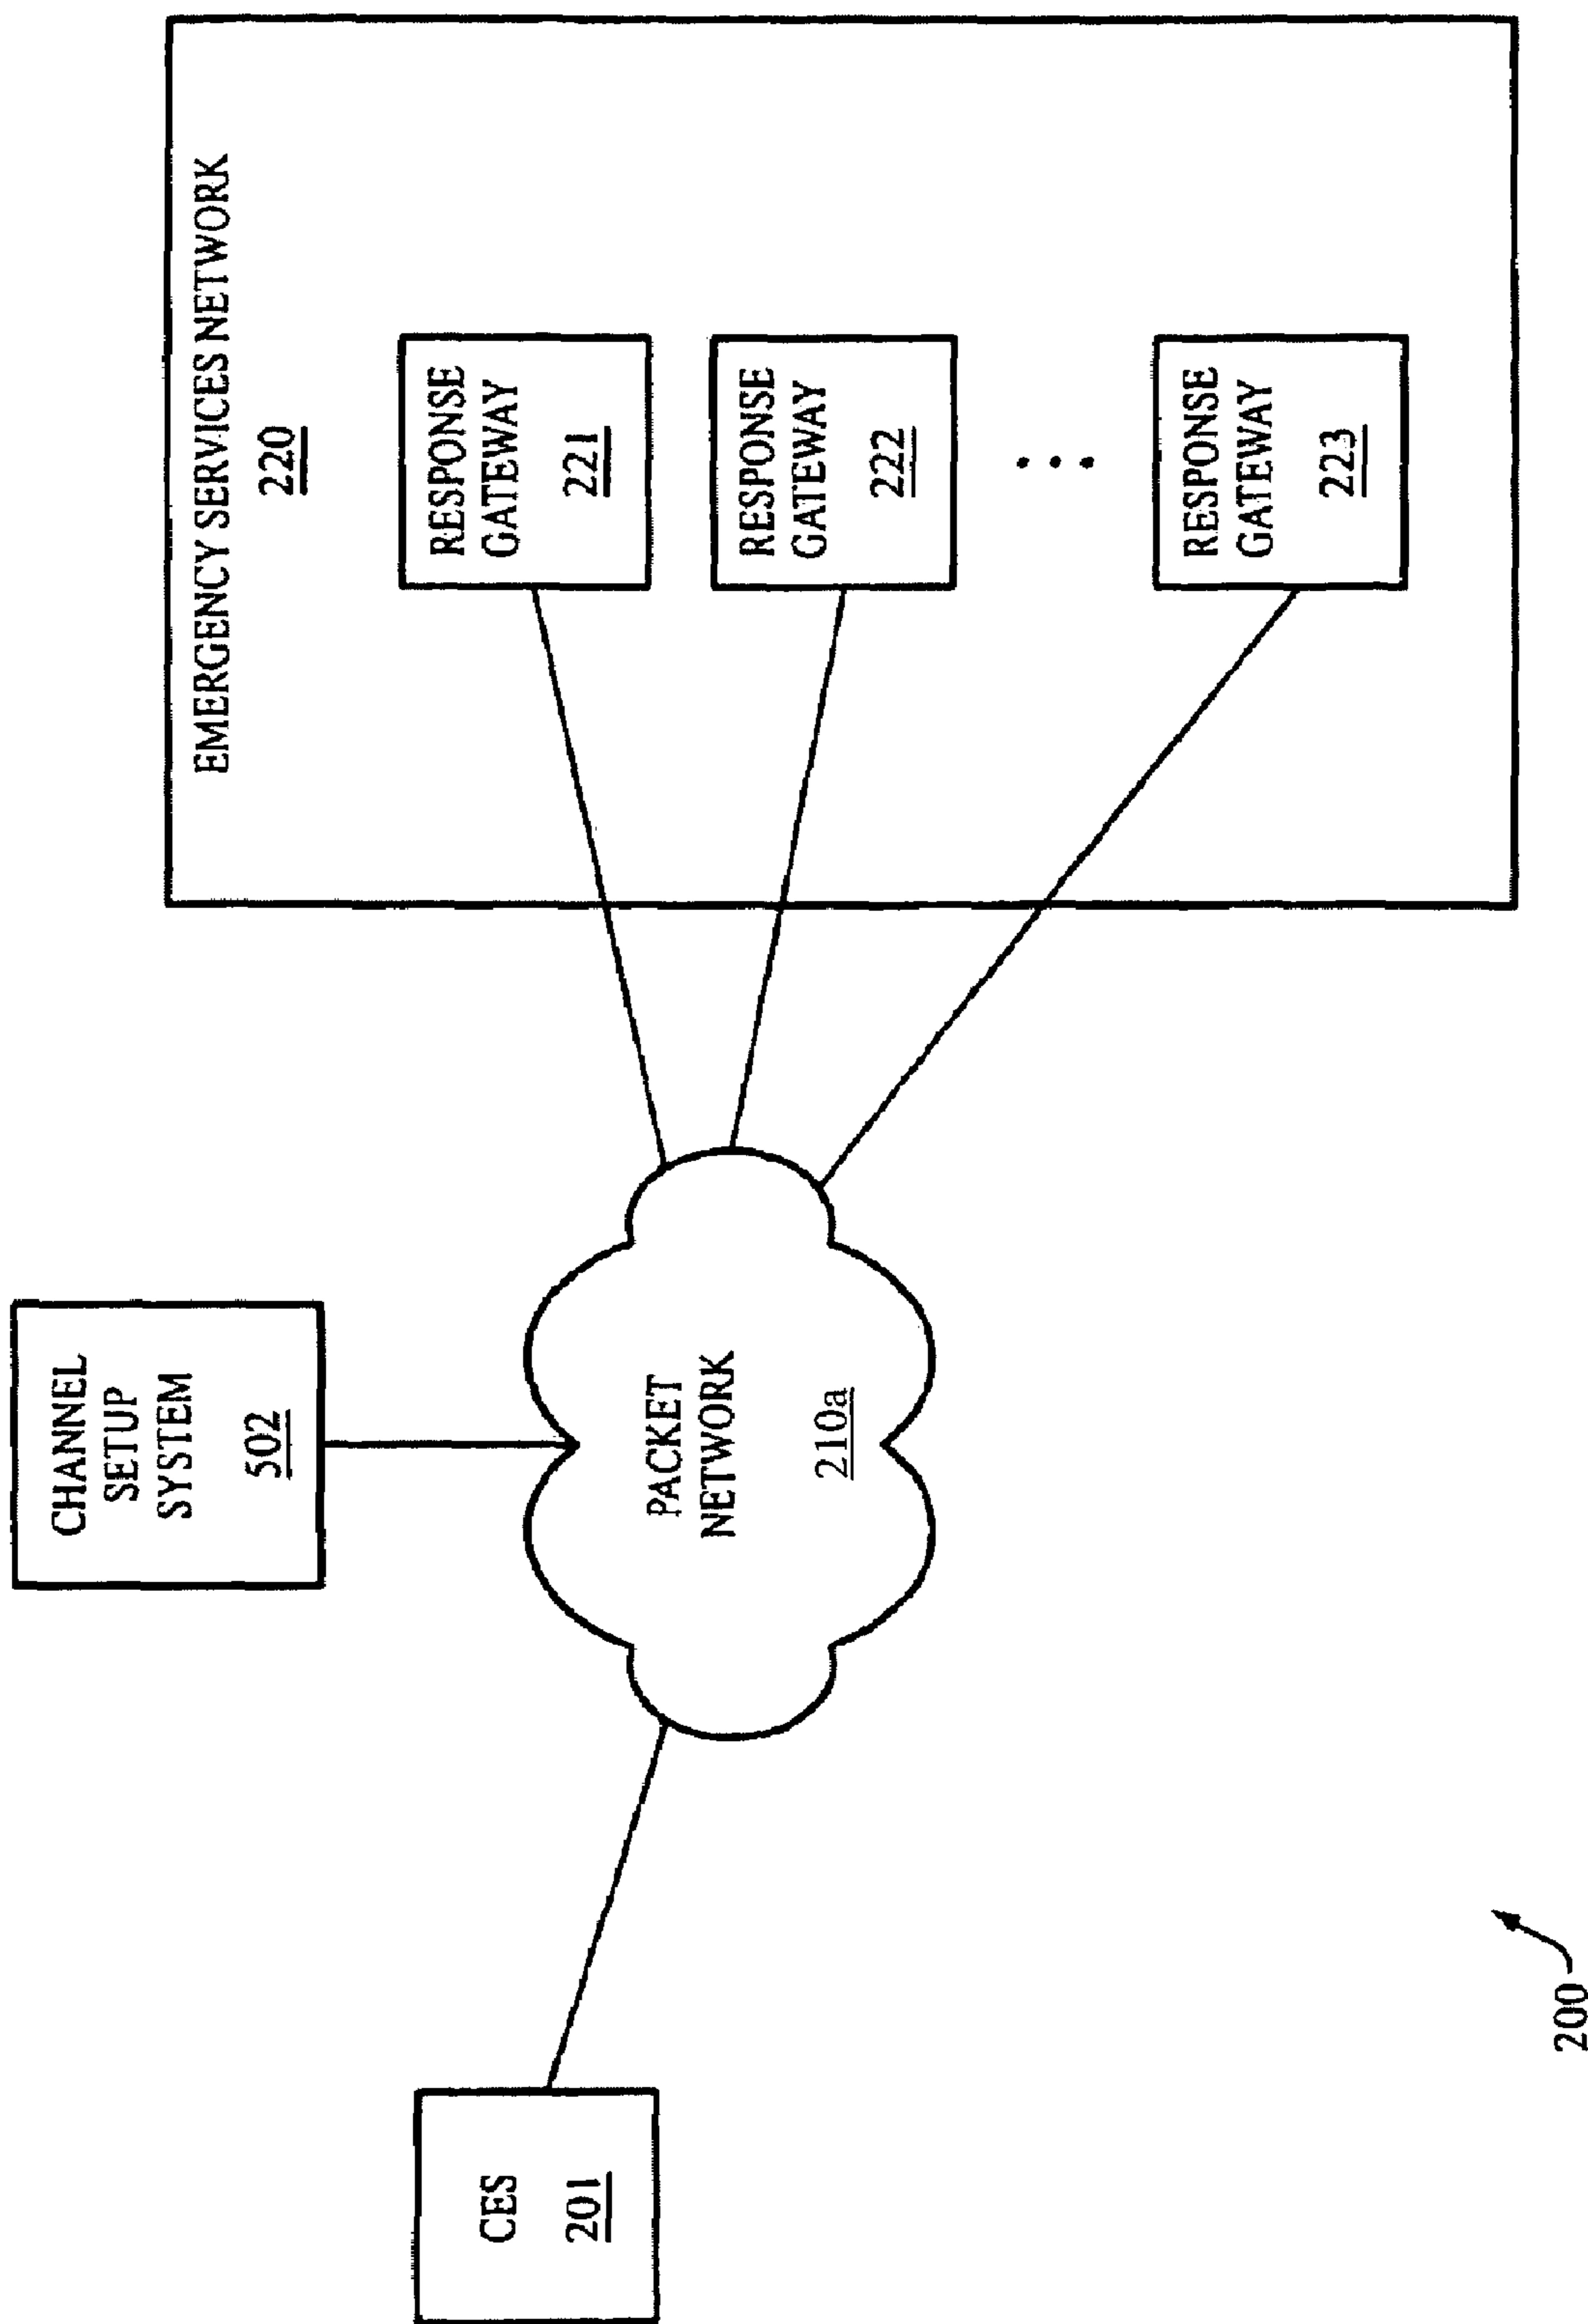 EMERGENCY SERVICES NETWORK
220
CHANNEL
SETUP
SYSTEM
502
RESPONSE
GATEWAY
221
RESPONSE
GATEWAY
222
...
RESPONSE
GATEWAY
223
PACKET
NETWORK
210a
CES
201
200